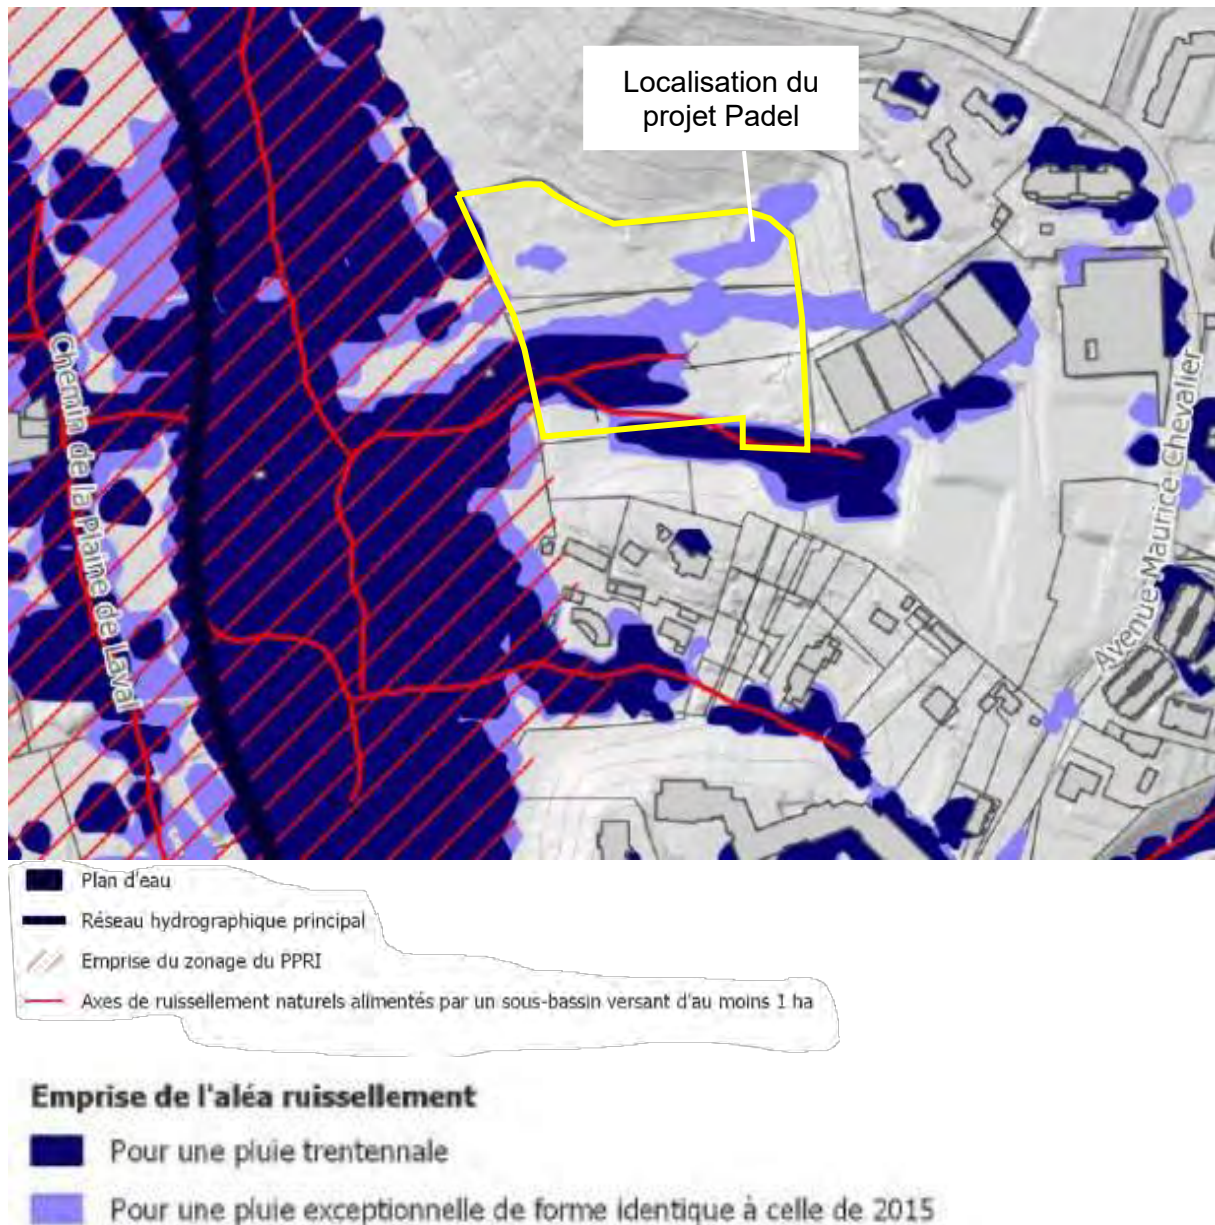 Localisation du
projet Padel
Chemin de la Plaine de Laval
Avenue Maurice Chevalier
Plan d'eau
Réseau hydrographique principal
Emprise du zonage du PPRI
Axes de ruissellement naturels alimentés par un sous-bassin versant d'au moins 1 ha
Emprise de l'aléa ruissellement
Pour une pluie trentennale
Pour une pluie exceptionnelle de forme identique à celle de 2015